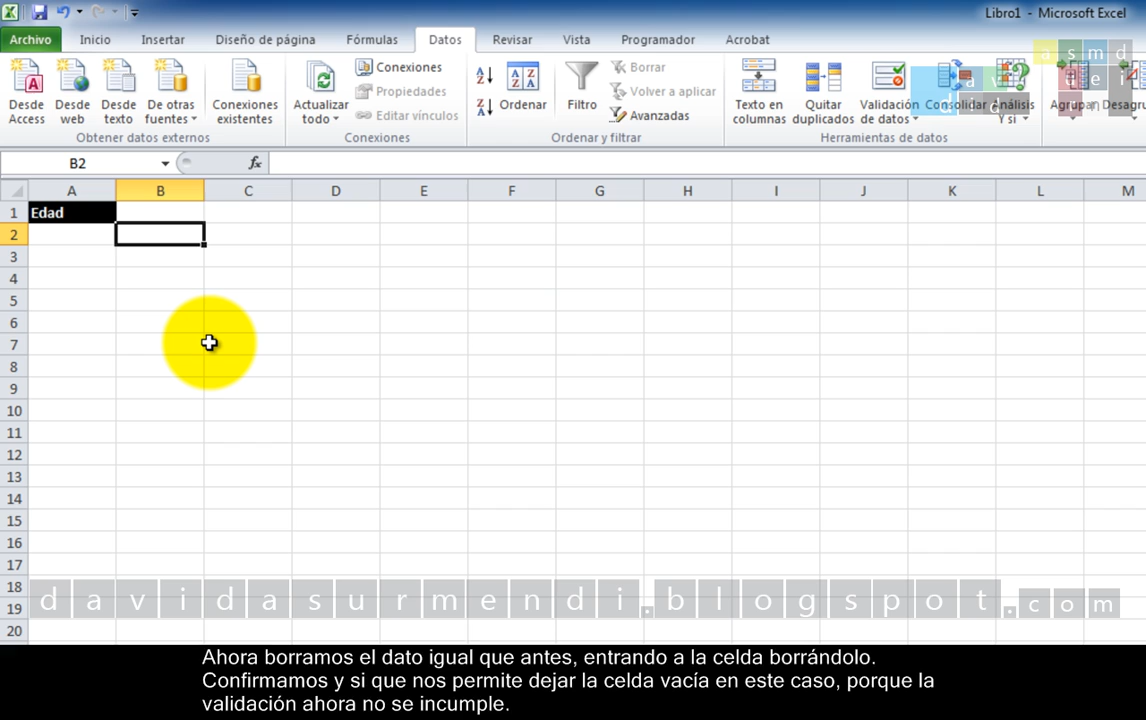 Libro1 - Microsoft Excel
Archivo Inicio Insertar Diseño de página Fórmulas Datos Revisar Vista Programador Acrobat
Desde Access
Desde web
Desde texto
De otras fuentes
Conexiones existentes
Obtener datos externos
Actualizar todo
Conexiones
Propiedades
Editar vínculos
Conexiones
Ordenar
Filtro
Borrar
Volver a aplicar
Avanzadas
Ordenar y filtrar
Texto en columnas
Quitar duplicados
Validación de datos
Consolidar
Análisis Y si
Herramientas de datos
Agrupar
B2 fx
A B C D E F G H I J K L M
1 Edad
2
3
4
5
6
7
8
9
10
11
12
13
14
15
16
17
18
19
20
davidasurmendi.blogspot.com
Ahora borramos el dato igual que antes, entrando a la celda borrándolo.
Confirmamos y si que nos permite dejar la celda vacía en este caso, porque la
validación ahora no se incumple.